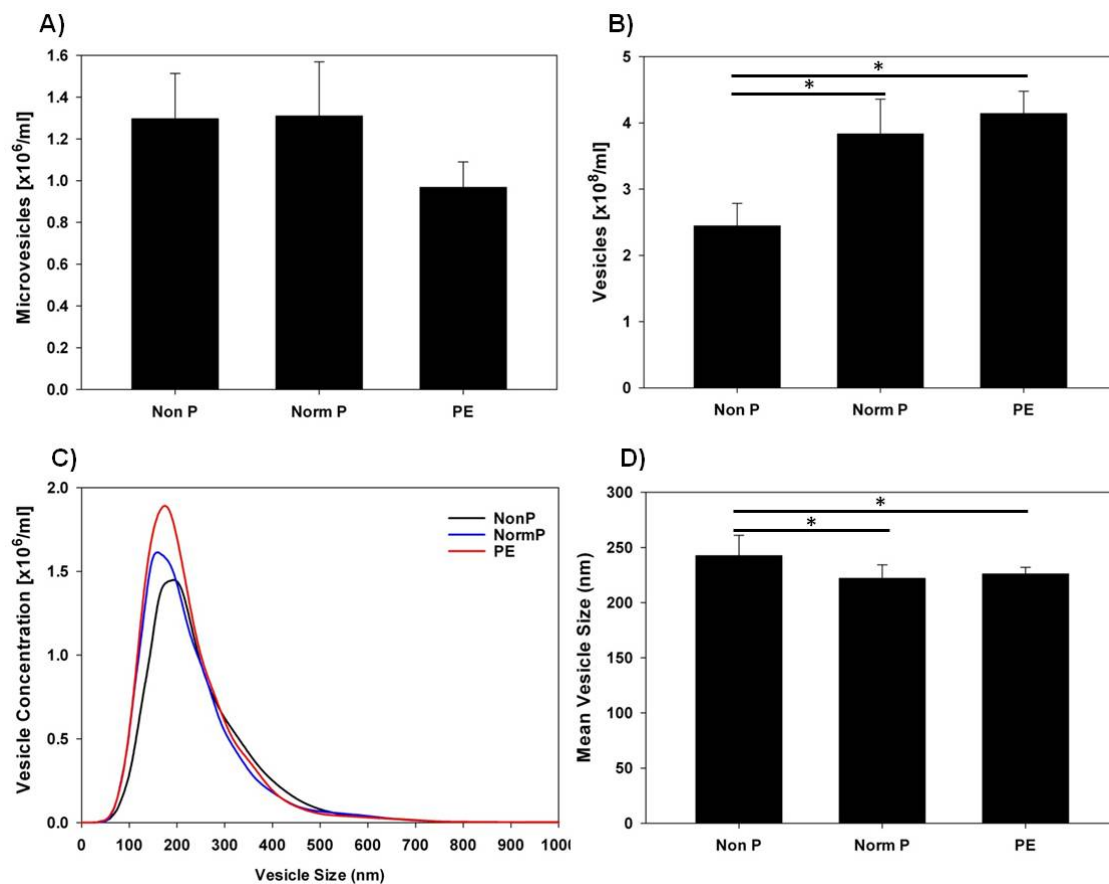 A)
Microvesicles [x10⁶/ml]
1.6
1.4
1.2
1.0
0.8
0.6
0.4
0.2
0.0
Non P
Norm P
PE
B)
Vesicles [x10⁸/ml]
5
4
3
2
1
0
*
*
Non P
Norm P
PE
C)
Vesicle Concentration [x10⁶/ml]
2.0
1.5
1.0
0.5
0.0
NonP
NormP
PE
0 100 200 300 400 500 600 700 800 900 1000
Vesicle Size (nm)
D)
Mean Vesicle Size (nm)
300
250
200
150
100
50
0
*
*
Non P
Norm P
PE